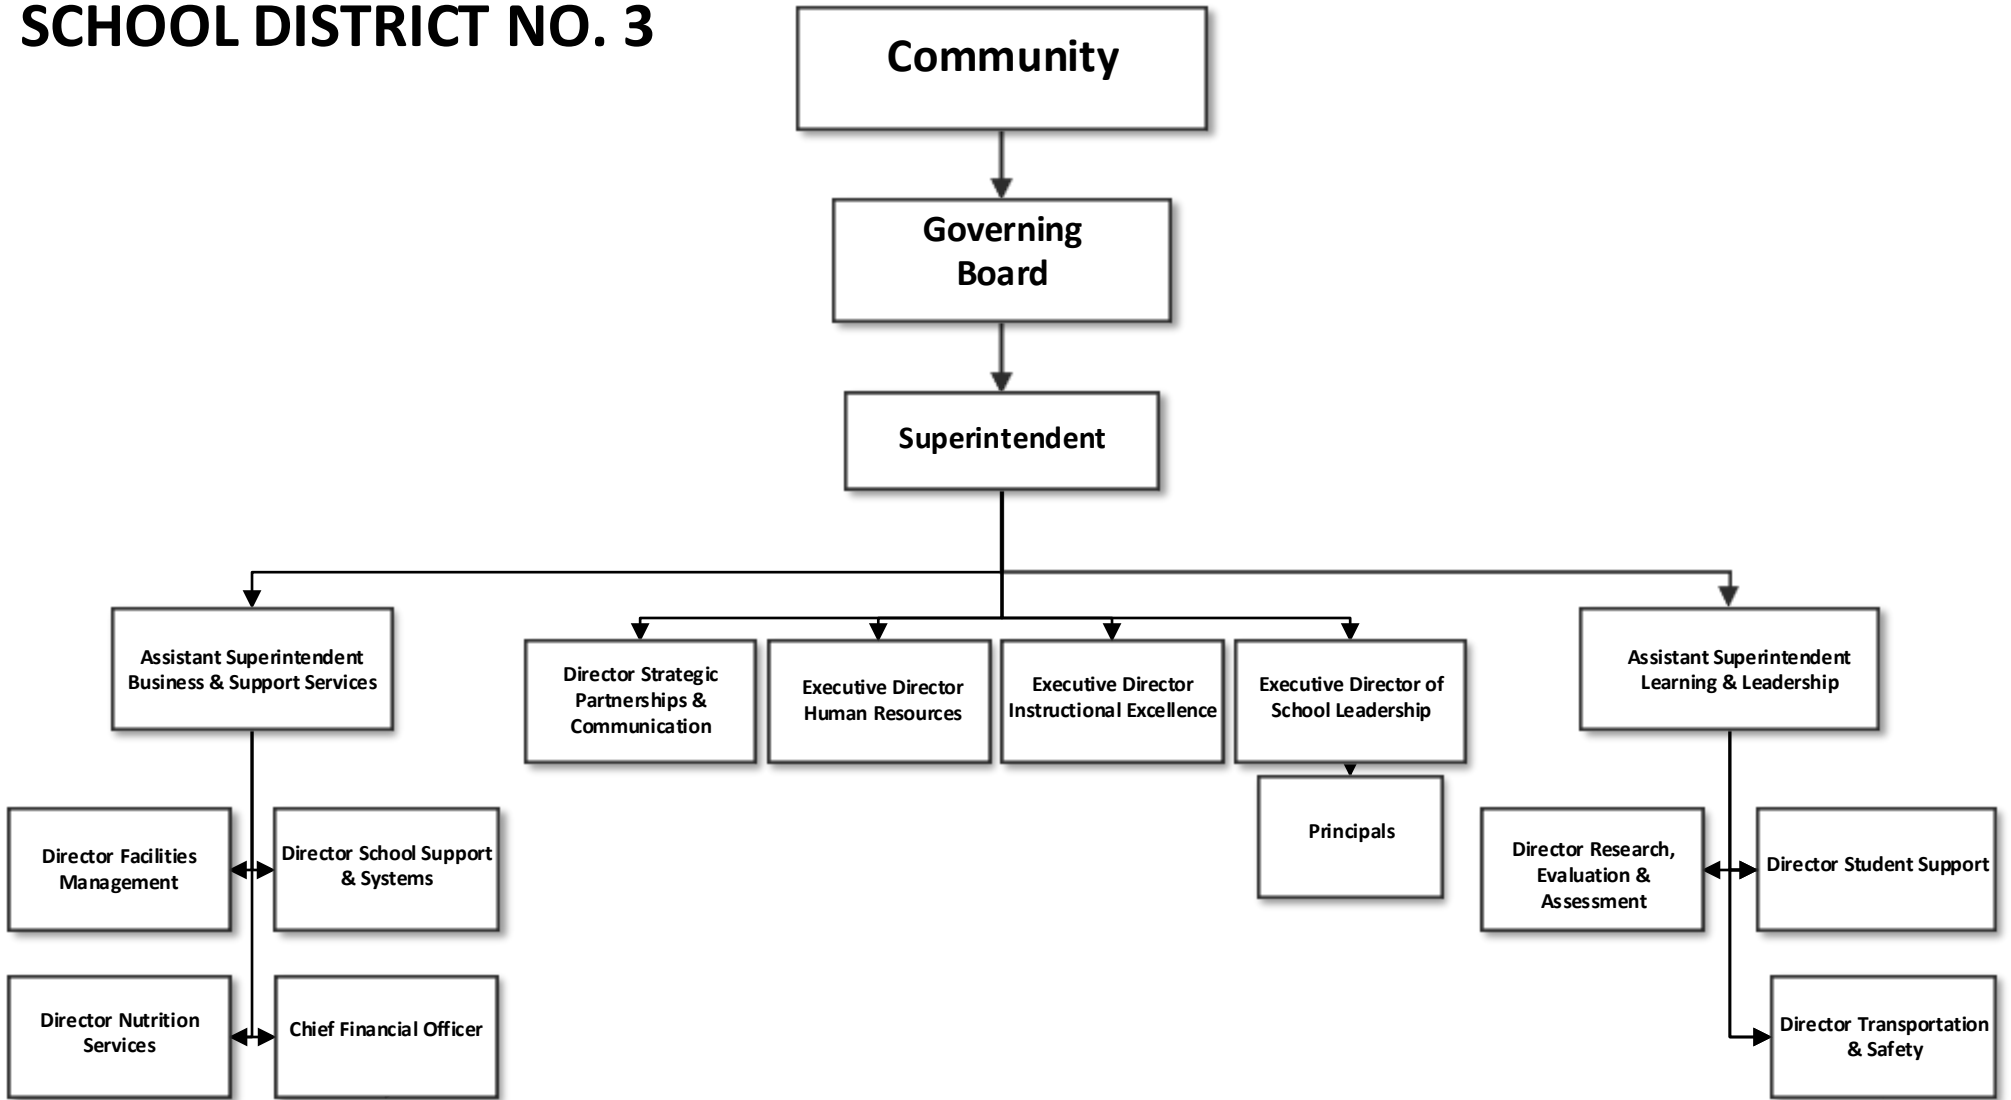 SCHOOL DISTRICT NO. 3
Community
Governing
Board
Superintendent
Assistant Superintendent
Business & Support Services
Director Strategic
Partnerships &
Communication
Executive Director
Human Resources
Executive Director
Instructional Excellence
Executive Director of
School Leadership
Assistant Superintendent
Learning & Leadership
Principals
Director Facilities
Management
Director School Support
& Systems
Director Research,
Evaluation &
Assessment
Director Student Support
Director Nutrition
Services
Chief Financial Officer
Director Transportation
& Safety